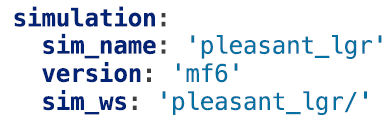 simulation:
  sim_name: 'pleasant_lgr'
  version: 'mf6'
  sim_ws: 'pleasant_lgr/'